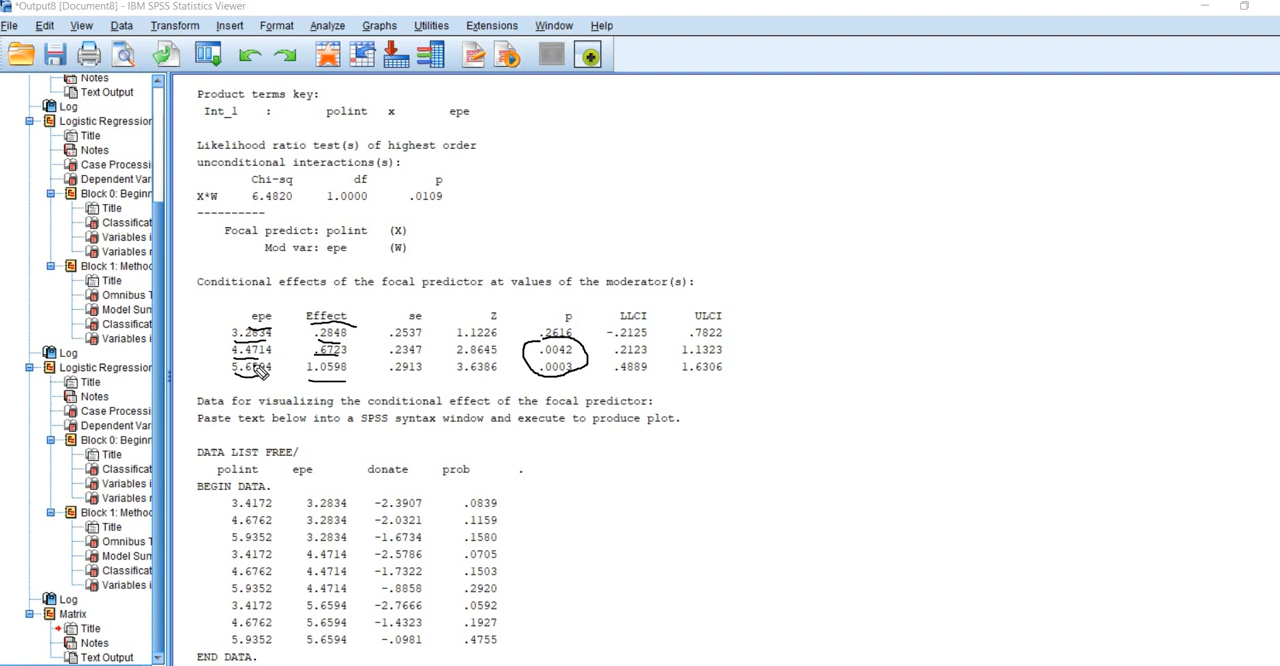 *Output8 [Document8] - IBM SPSS Statistics Viewer
File Edit View Data Transform Insert Format Analyze Graphs Utilities Extensions Window Help
Notes
Text Output
Log
Logistic Regression
Title
Notes
Case Processi
Dependent Var
Block 0: Beginn
Title
Classificat
Variables i
Variables n
Block 1: Metho
Title
Omnibus T
Model Sum
Classificat
Variables i
Log
Logistic Regression
Title
Notes
Case Processi
Dependent Var
Block 0: Beginn
Title
Classificat
Variables i
Variables n
Block 1: Metho
Title
Omnibus T
Model Sum
Classificat
Variables i
Log
Matrix
Title
Notes
Text Output
Product terms key:
Int_1 : polint x epe
Likelihood ratio test(s) of highest order
unconditional interactions(s):
Chi-sq df p
X*W 6.4820 1.0000 .0109
----------
Focal predict: polint (X)
Mod var: epe (W)
Conditional effects of the focal predictor at values of the moderator(s):
epe Effect se Z p LLCI ULCI
3.2834 .2848 .2537 1.1226 .2616 -.2125 .7822
4.4714 .6723 .2347 2.8645 .0042 .2123 1.1323
5.6594 1.0598 .2913 3.6386 .0003 .4889 1.6306
Data for visualizing the conditional effect of the focal predictor:
Paste text below into a SPSS syntax window and execute to produce plot.
DATA LIST FREE/
polint epe donate prob .
BEGIN DATA.
3.4172 3.2834 -2.3907 .0839
4.6762 3.2834 -2.0321 .1159
5.9352 3.2834 -1.6734 .1580
3.4172 4.4714 -2.5786 .0705
4.6762 4.4714 -1.7322 .1503
5.9352 4.4714 -.8858 .2920
3.4172 5.6594 -2.7666 .0592
4.6762 5.6594 -1.4323 .1927
5.9352 5.6594 -.0981 .4755
END DATA.